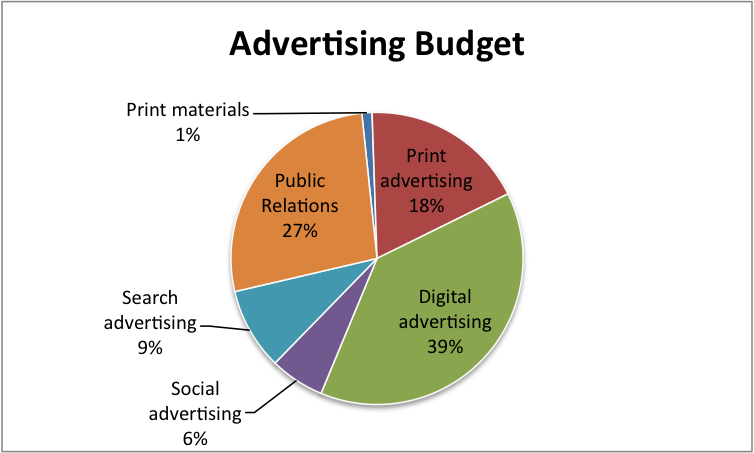 Advertising Budget
Print materials
1%
Print
advertising
18%
Public
Relations
27%
Digital
advertising
39%
Search
advertising
9%
Social
advertising
6%